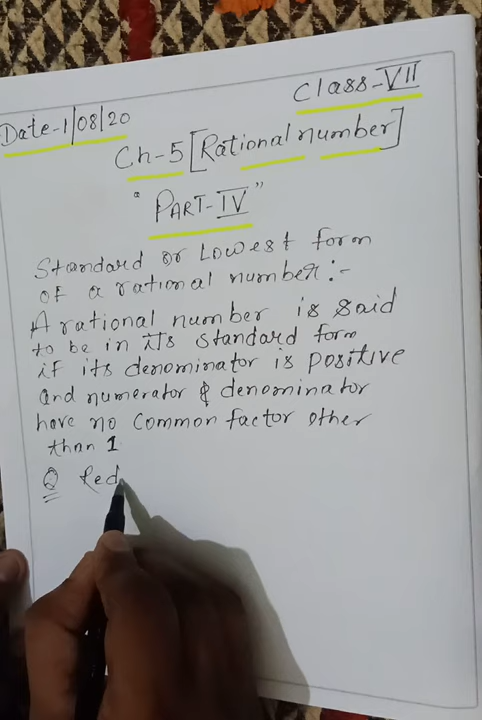 Class-VII
Date-1/08/20
Ch-5 [Rational number]
"PART-IV"
Standard or Lowest form
of a rational number:-
A rational number is said
to be in its standard form
if its denominator is positive
and numerator & denominator
have no common factor other
than 1
Q Red